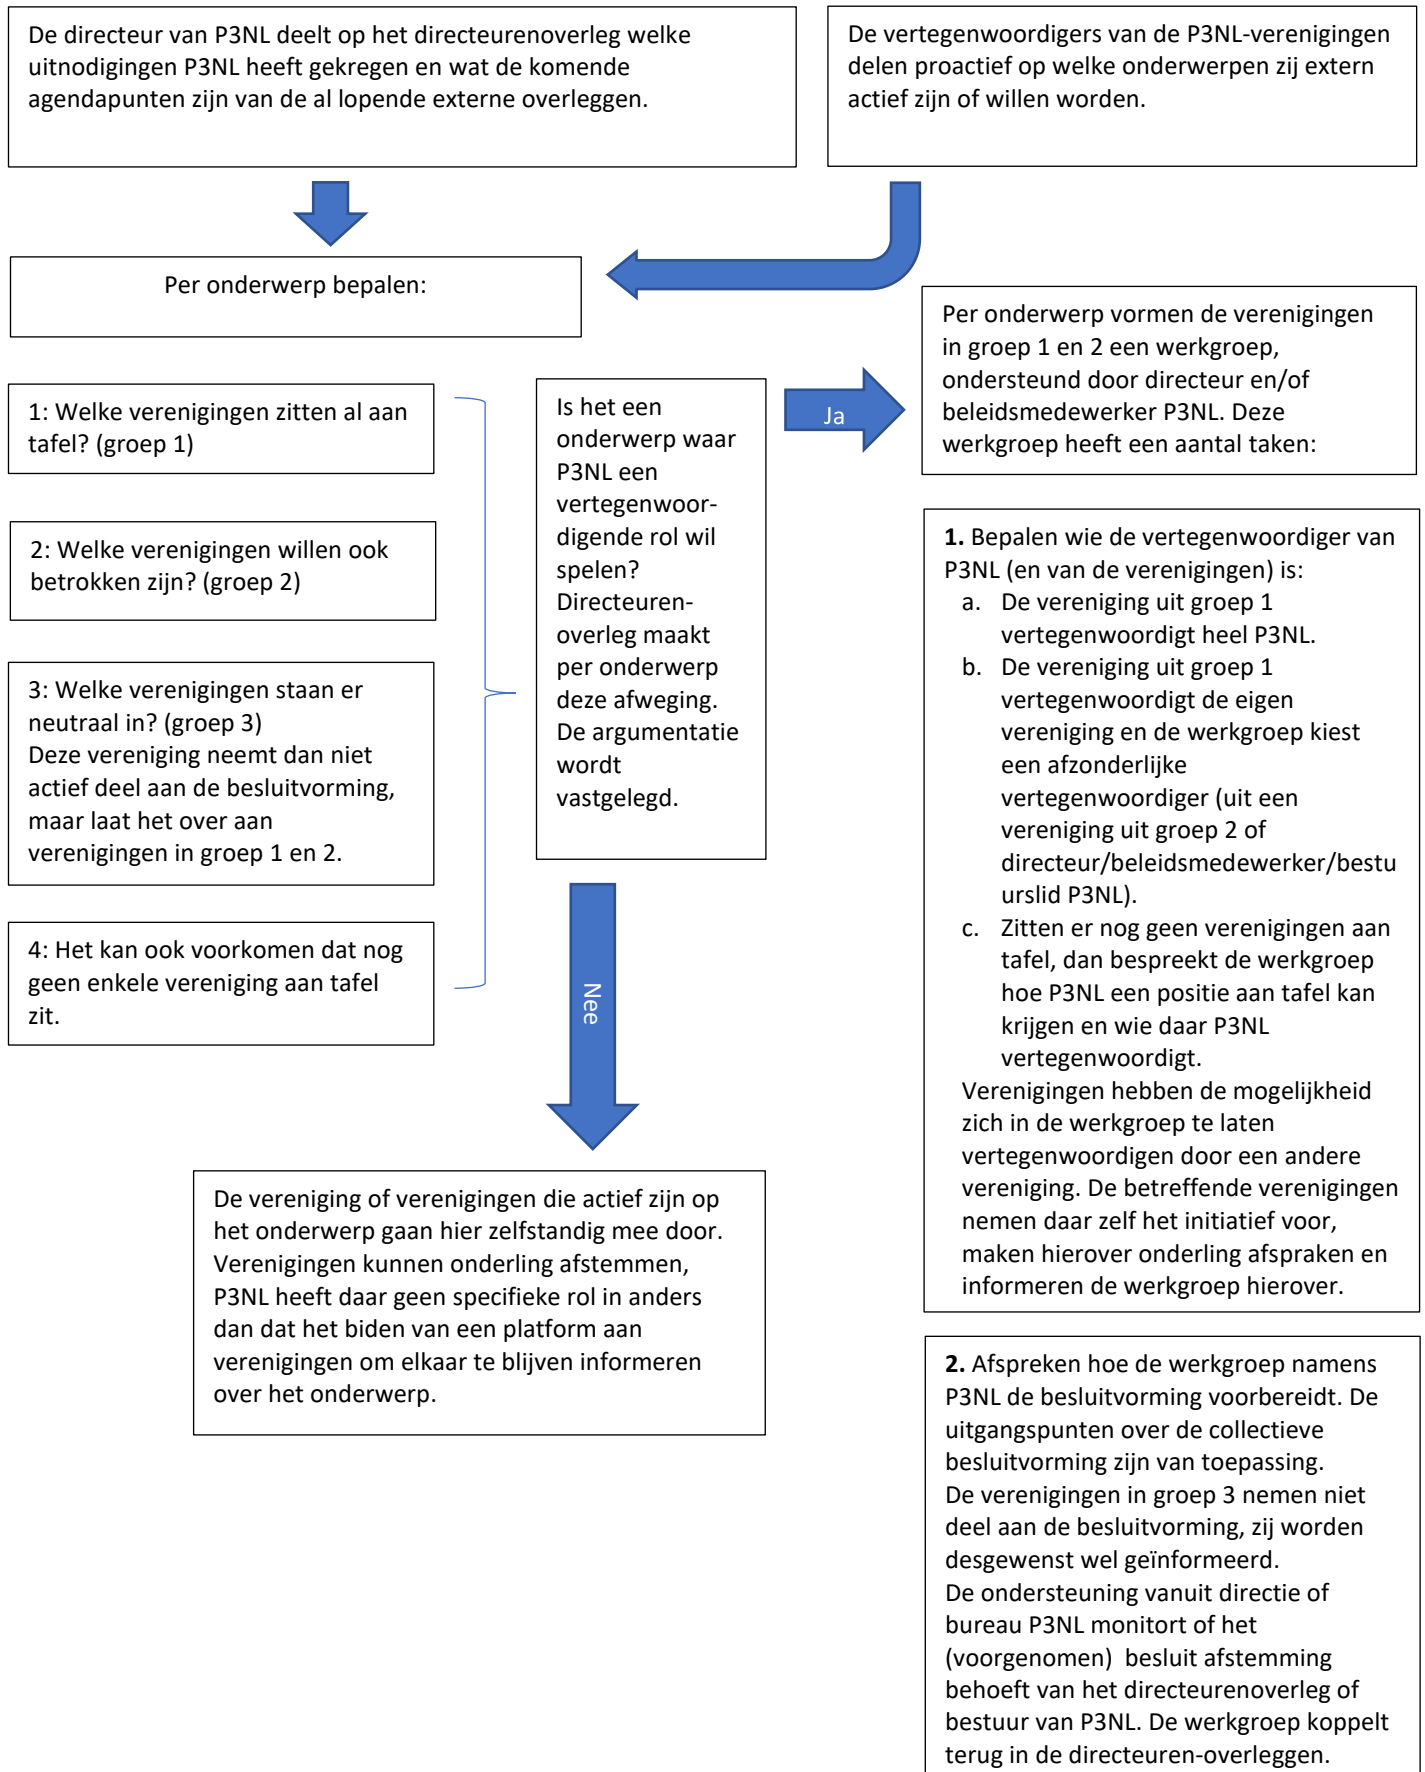 De directeur van P3NL deelt op het directeurenoverleg welke
uitnodigingen P3NL heeft gekregen en wat de komende
agendapunten zijn van de al lopende externe overleggen.
De vertegenwoordigers van de P3NL-verenigingen
delen proactief op welke onderwerpen zij extern
actief zijn of willen worden.
Per onderwerp bepalen:
1: Welke verenigingen zitten al aan
tafel? (groep 1)
2: Welke verenigingen willen ook
betrokken zijn? (groep 2)
3: Welke verenigingen staan er
neutraal in? (groep 3)
Deze vereniging neemt dan niet
actief deel aan de besluitvorming,
maar laat het over aan
verenigingen in groep 1 en 2.
4: Het kan ook voorkomen dat nog
geen enkele vereniging aan tafel
zit.
Is het een
onderwerp waar
P3NL een
vertegenwoor-
digende rol wil
spelen?
Directeuren-
overleg maakt
per onderwerp
deze afweging.
De argumentatie
wordt
vastgelegd.
Ja
Nee
De vereniging of verenigingen die actief zijn op
het onderwerp gaan hier zelfstandig mee door.
Verenigingen kunnen onderling afstemmen,
P3NL heeft daar geen specifieke rol in anders
dan dat het biden van een platform aan
verenigingen om elkaar te blijven informeren
over het onderwerp.
Per onderwerp vormen de verenigingen
in groep 1 en 2 een werkgroep,
ondersteund door directeur en/of
beleidsmedewerker P3NL. Deze
werkgroep heeft een aantal taken:
1. Bepalen wie de vertegenwoordiger van
P3NL (en van de verenigingen) is:
a. De vereniging uit groep 1
vertegenwoordigt heel P3NL.
b. De vereniging uit groep 1
vertegenwoordigt de eigen
vereniging en de werkgroep kiest
een afzonderlijke
vertegenwoordiger (uit een
vereniging uit groep 2 of
directeur/beleidsmedewerker/bestu
urslid P3NL).
c. Zitten er nog geen verenigingen aan
tafel, dan bespreekt de werkgroep
hoe P3NL een positie aan tafel kan
krijgen en wie daar P3NL
vertegenwoordigt.
Verenigingen hebben de mogelijkheid
zich in de werkgroep te laten
vertegenwoordigen door een andere
vereniging. De betreffende verenigingen
nemen daar zelf het initiatief voor,
maken hierover onderling afspraken en
informeren de werkgroep hierover.
2. Afspreken hoe de werkgroep namens
P3NL de besluitvorming voorbereidt. De
uitgangspunten over de collectieve
besluitvorming zijn van toepassing.
De verenigingen in groep 3 nemen niet
deel aan de besluitvorming, zij worden
desgewenst wel geïnformeerd.
De ondersteuning vanuit directie of
bureau P3NL monitort of het
(voorgenomen) besluit afstemming
behoeft van het directeurenoverleg of
bestuur van P3NL. De werkgroep koppelt
terug in de directeuren-overleggen.